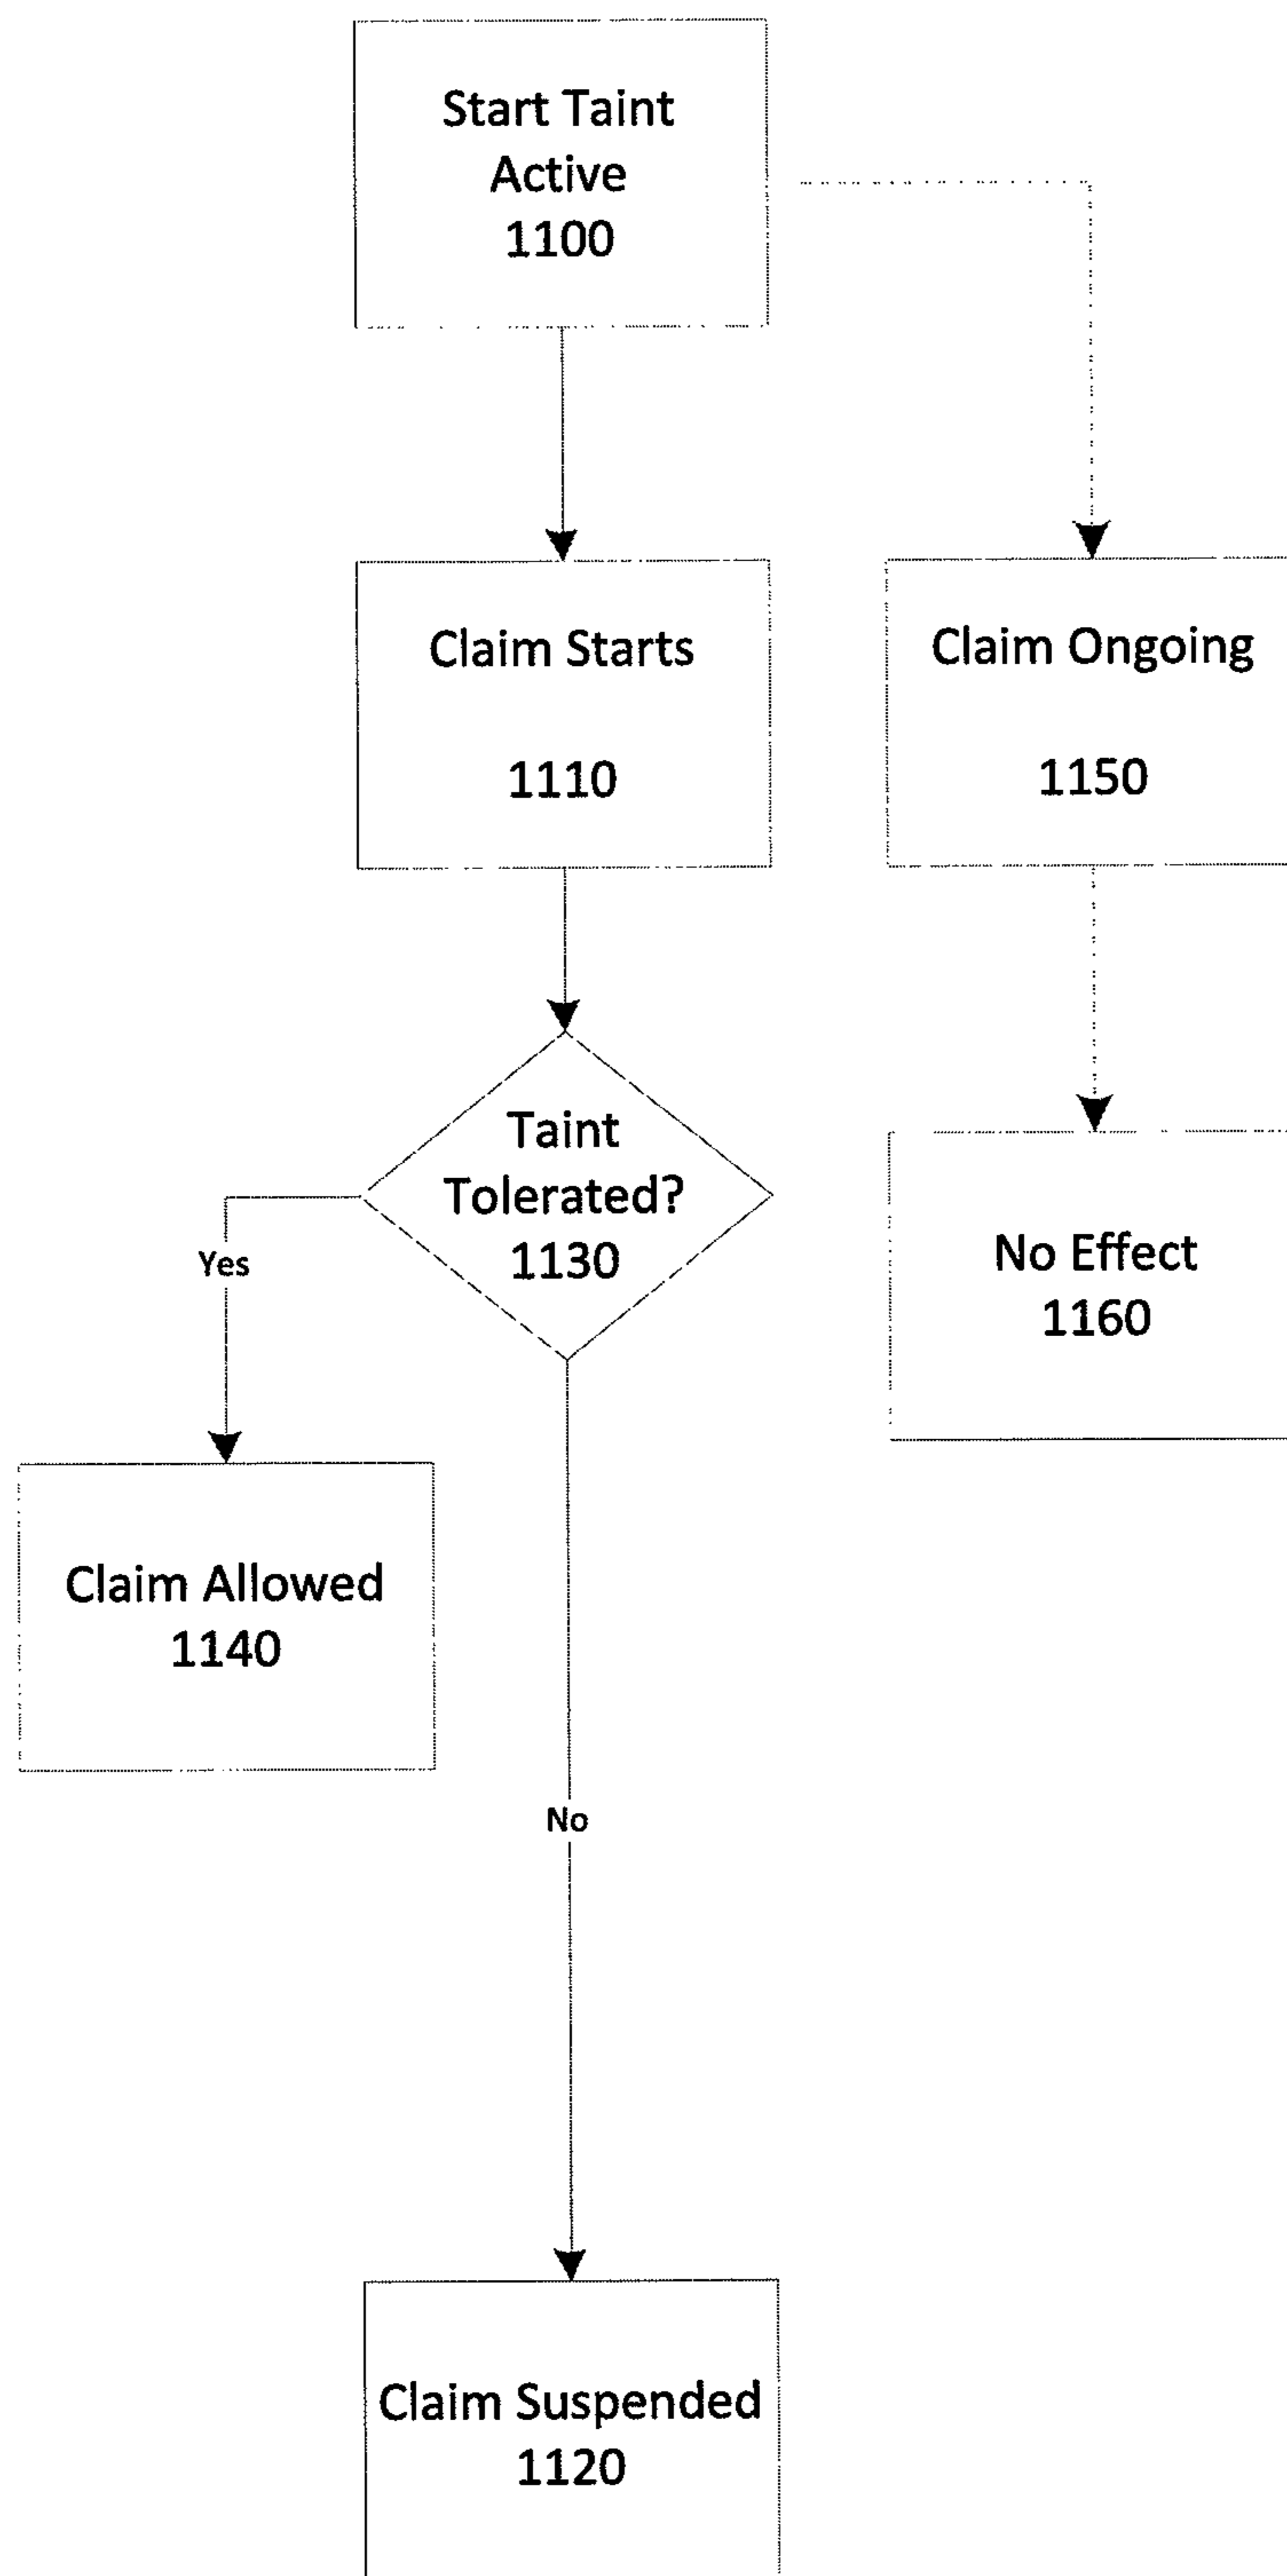 Start Taint
Active
1100
Claim Starts
1110
Claim Ongoing
1150
Taint
Tolerated?
1130
Yes
No Effect
1160
Claim Allowed
1140
No
Claim Suspended
1120